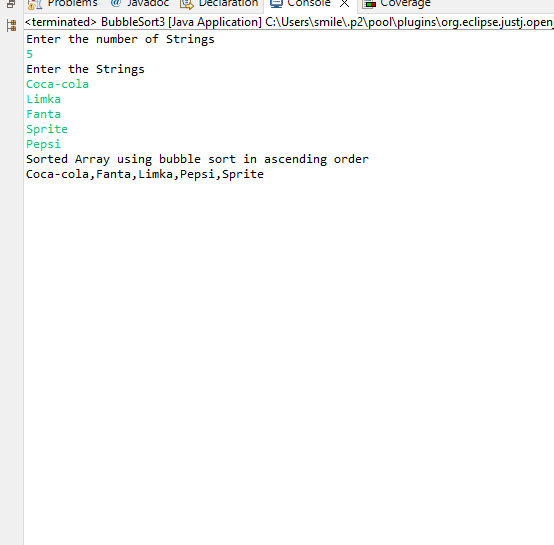 Problems @ Javadoc Declaration Console Coverage
<terminated> BubbleSort3 [Java Application] C:\Users\smile\.p2\pool\plugins\org.eclipse.justj.open
Enter the number of Strings
5
Enter the Strings
Coca-cola
Limka
Fanta
Sprite
Pepsi
Sorted Array using bubble sort in ascending order
Coca-cola,Fanta,Limka,Pepsi,Sprite